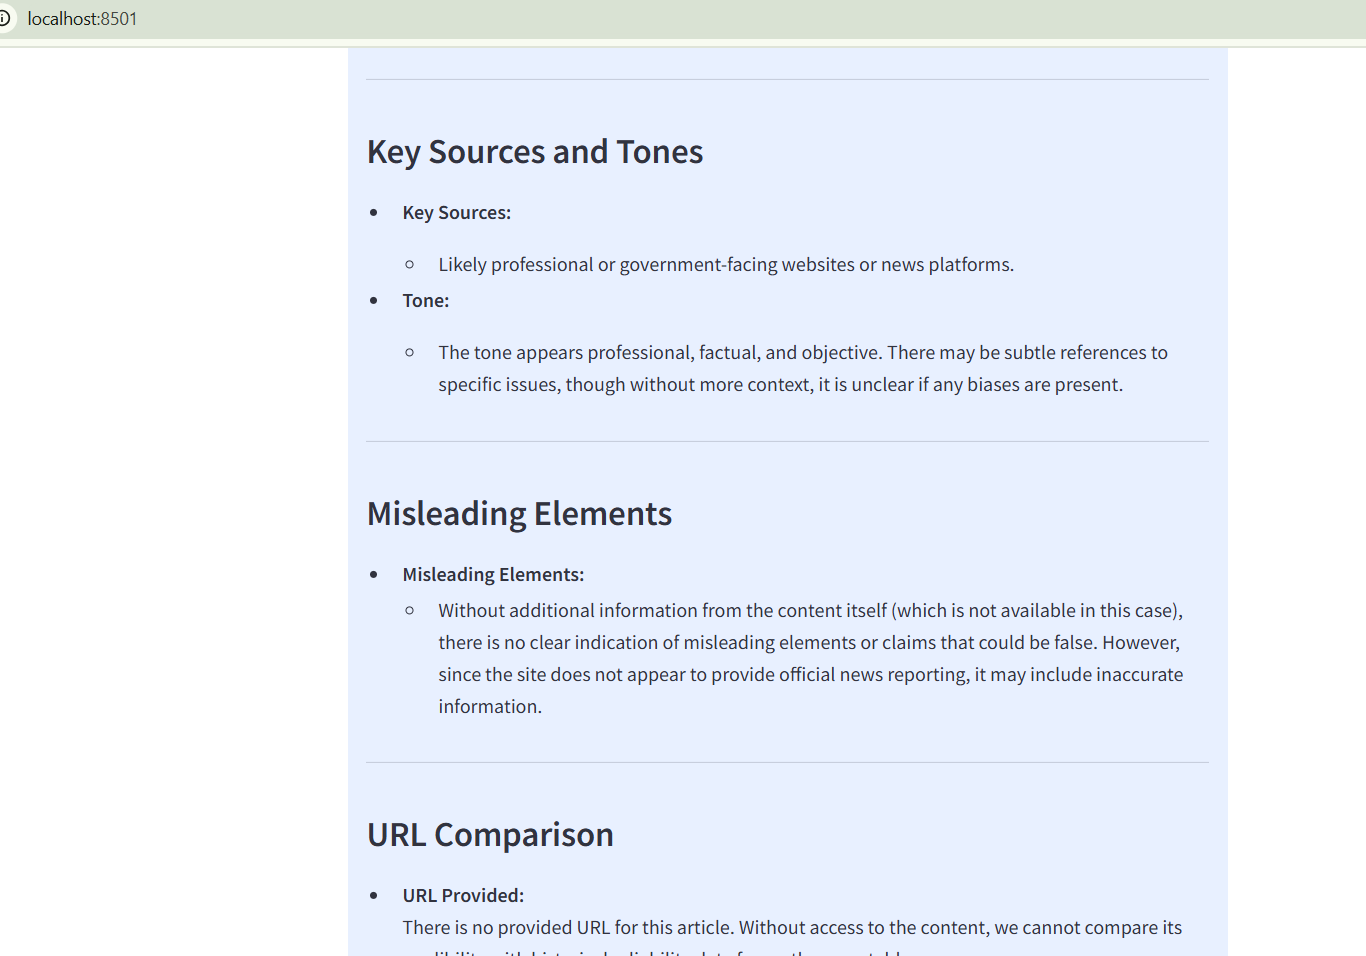 localhost:8501
Key Sources and Tones
Key Sources:
Likely professional or government-facing websites or news platforms.
Tone:
The tone appears professional, factual, and objective. There may be subtle references to
specific issues, though without more context, it is unclear if any biases are present.
Misleading Elements
Misleading Elements:
Without additional information from the content itself (which is not available in this case),
there is no clear indication of misleading elements or claims that could be false. However,
since the site does not appear to provide official news reporting, it may include inaccurate
information.
URL Comparison
URL Provided:
There is no provided URL for this article. Without access to the content, we cannot compare its